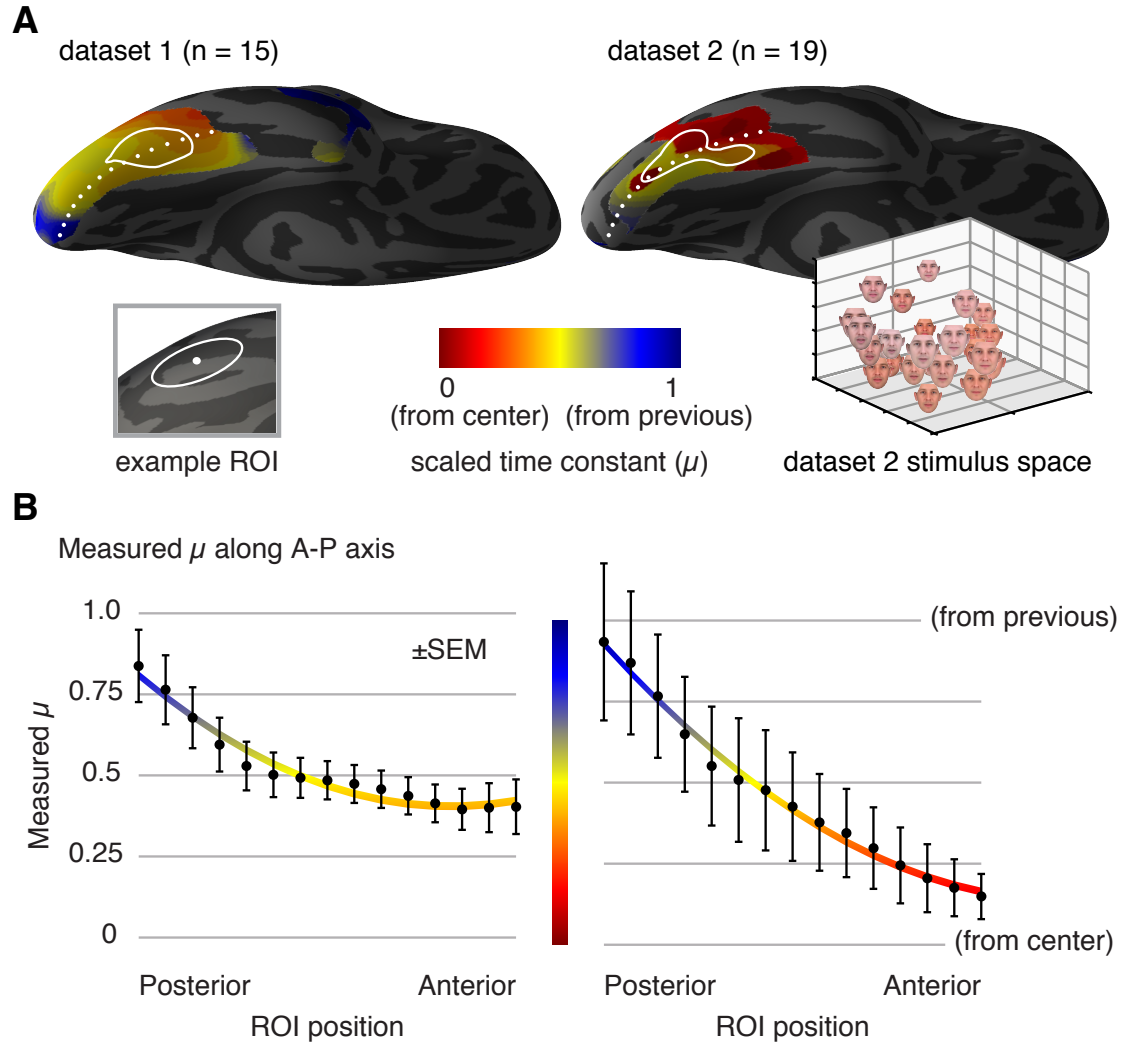 A
dataset 1 (n = 15)
dataset 2 (n = 19)
0
1
(from center)
(from previous)
example ROI
scaled time constant (μ)
dataset 2 stimulus space
B
Measured μ along A-P axis
1.0
0.75
0.5
0.25
0
Measured μ
±SEM
(from previous)
(from center)
Posterior
Anterior
ROI position
Posterior
Anterior
ROI position